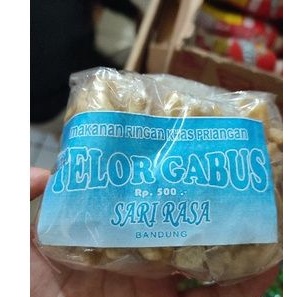 makanan RINGAN KHAS PRIANGAN
TELOR GABUS
Rp. 500.-
SARI RASA
BANDUNG